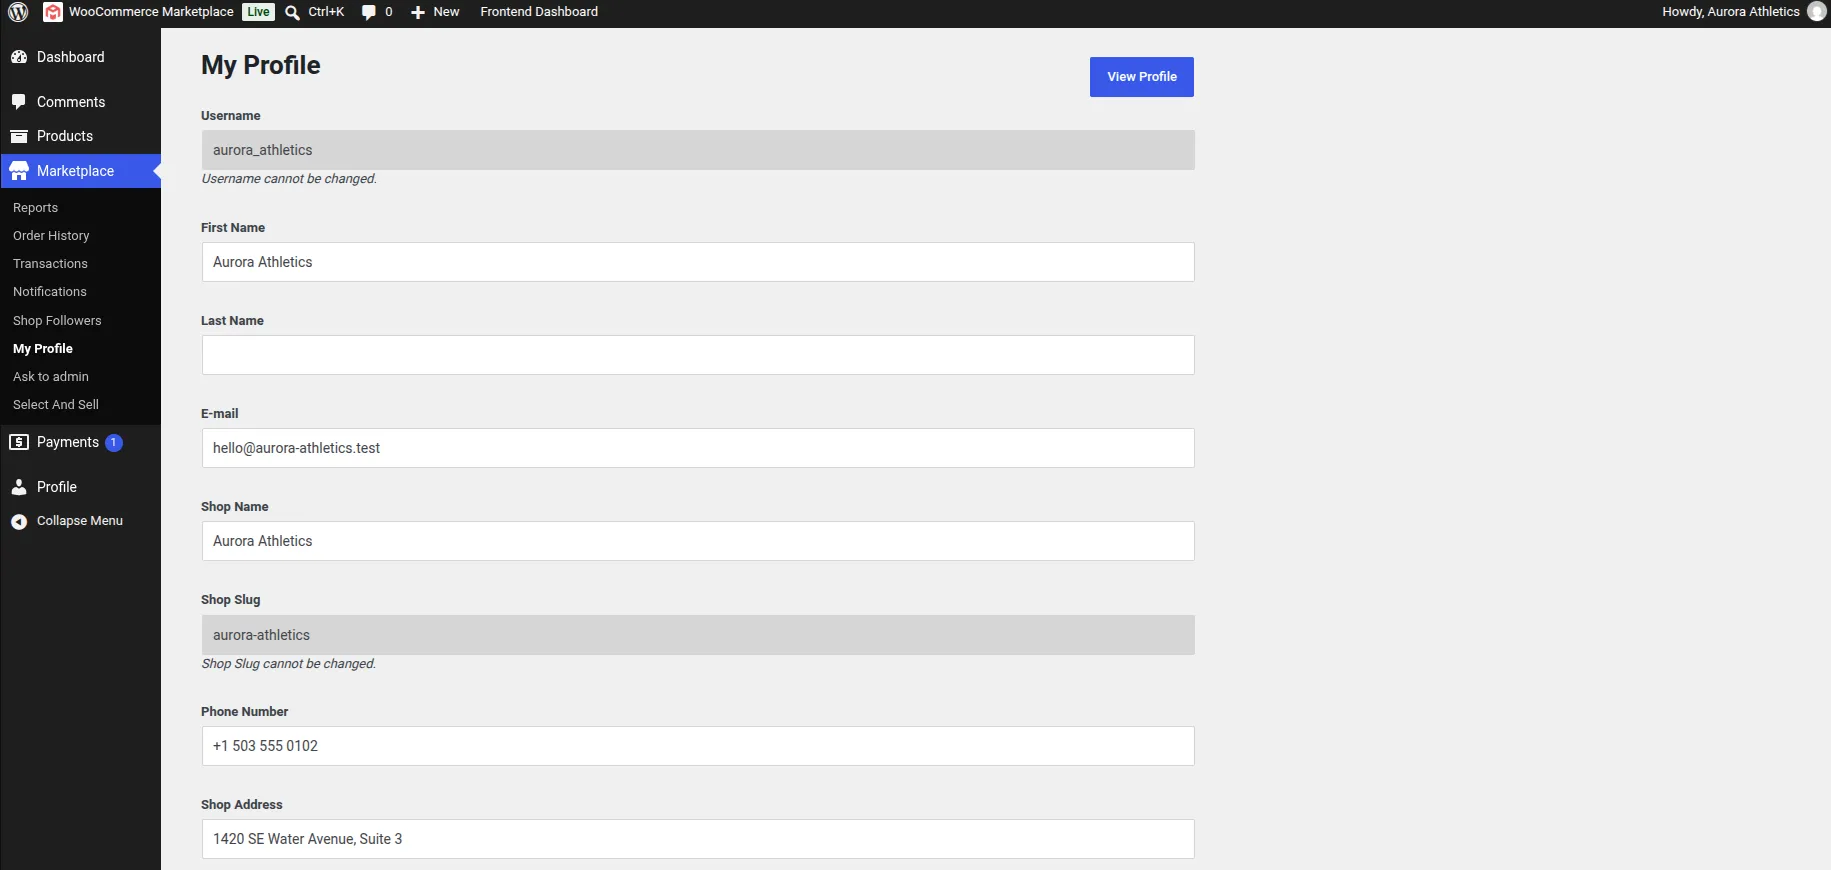 WooCommerce Marketplace Live Ctrl+K 0 New Frontend Dashboard Howdy, Aurora Athletics
Dashboard
Comments
Products
Marketplace
Reports
Order History
Transactions
Notifications
Shop Followers
My Profile
Ask to admin
Select And Sell
Payments 1
Profile
Collapse Menu
My Profile
View Profile
Username
aurora_athletics
Username cannot be changed.
First Name
Aurora Athletics
Last Name
E-mail
hello@aurora-athletics.test
Shop Name
Aurora Athletics
Shop Slug
aurora-athletics
Shop Slug cannot be changed.
Phone Number
+1 503 555 0102
Shop Address
1420 SE Water Avenue, Suite 3